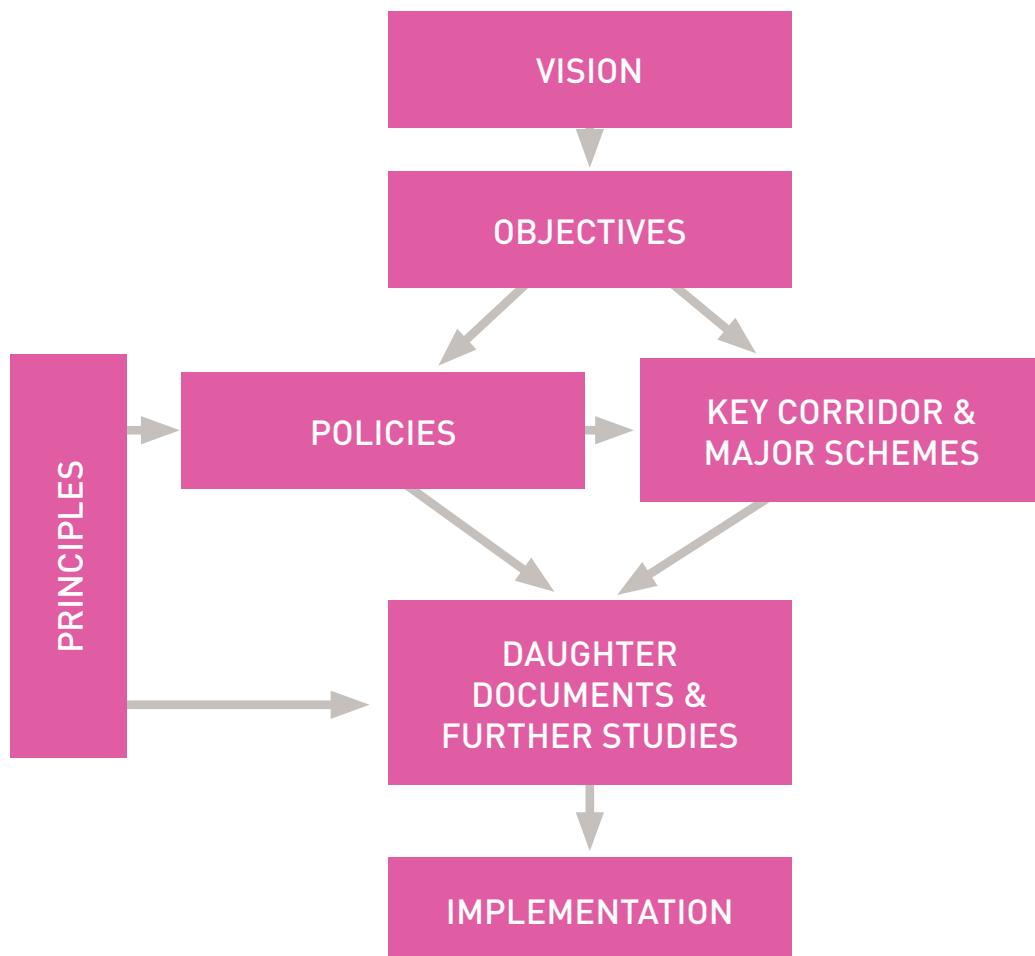 VISION
OBJECTIVES
PRINCIPLES
POLICIES
KEY CORRIDOR &
MAJOR SCHEMES
DAUGHTER
DOCUMENTS &
FURTHER STUDIES
IMPLEMENTATION